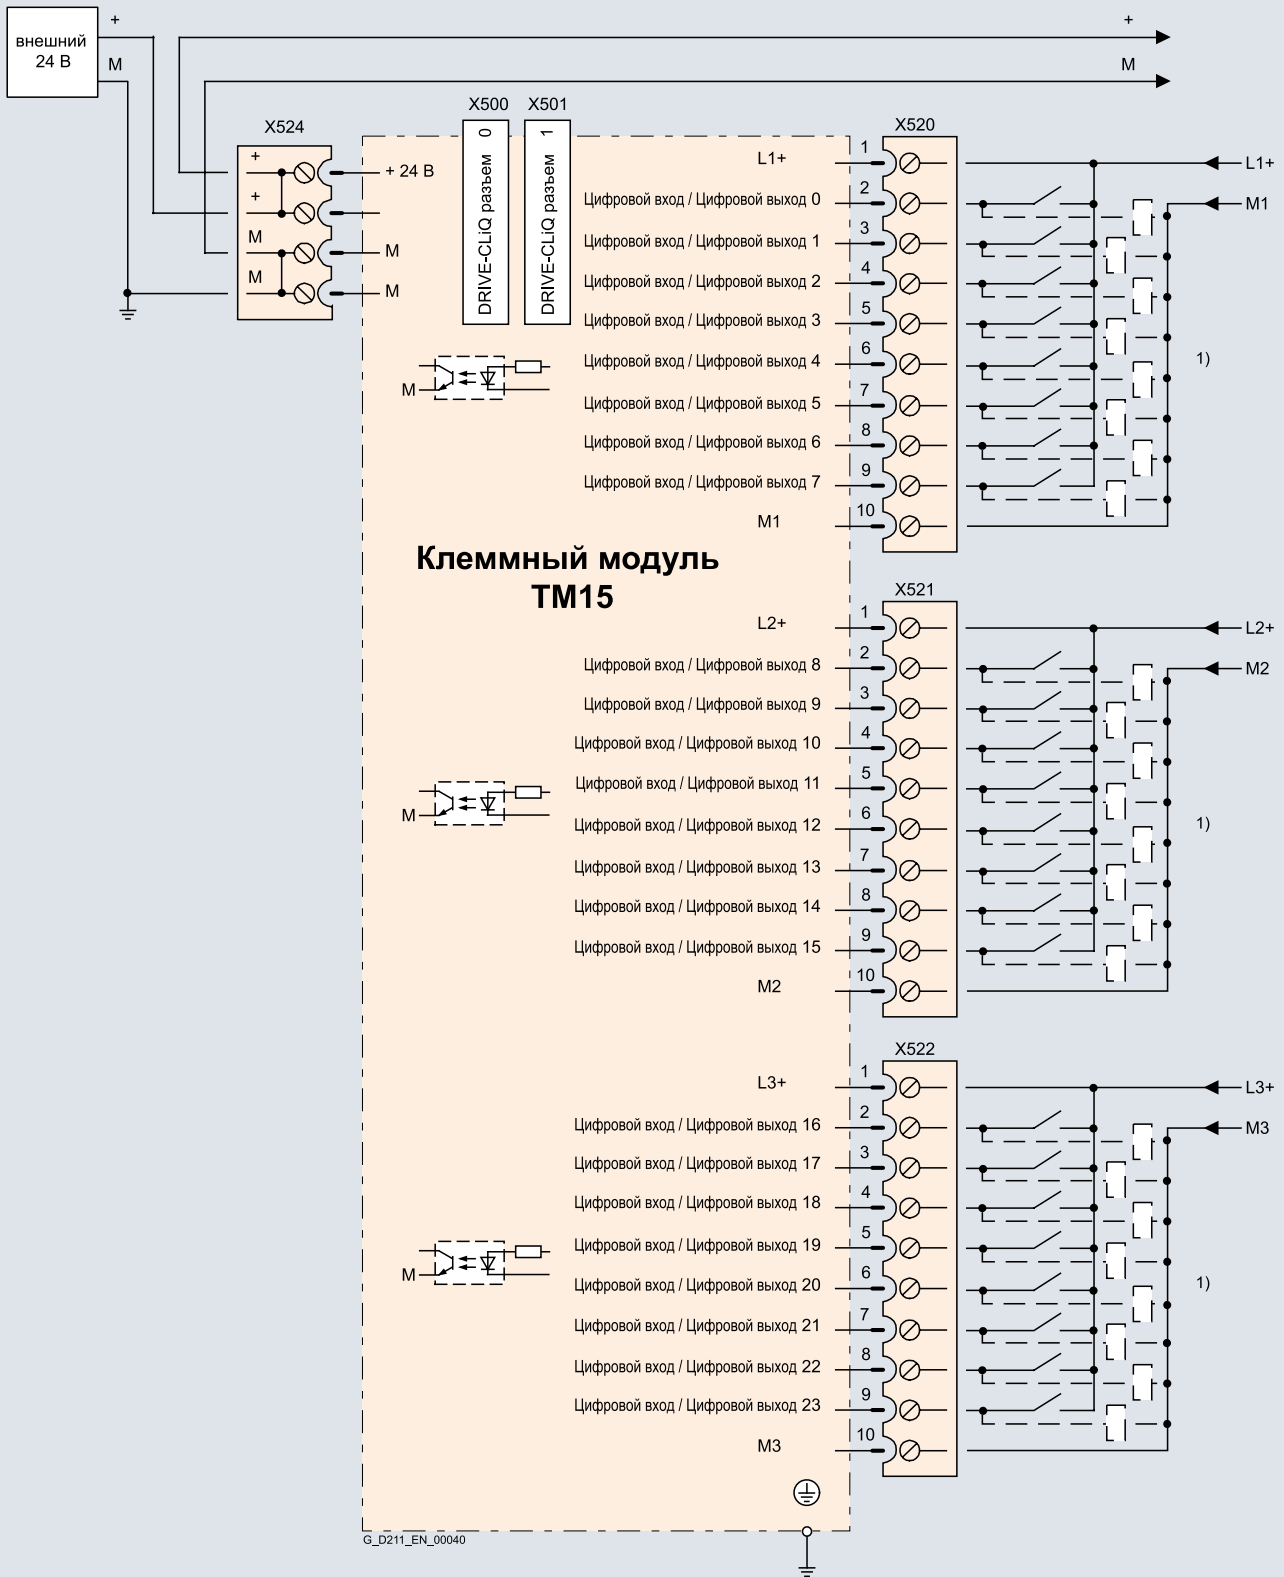 внешний
24 В
+
M
+
M
X524
+
+
M
M
+ 24 В
M
M
X500
X501
DRIVE-CLiQ разъем 0
DRIVE-CLiQ разъем 1
X520
L1+
1
L1+
Цифровой вход / Цифровой выход 0
2
M1
Цифровой вход / Цифровой выход 1
3
Цифровой вход / Цифровой выход 2
4
Цифровой вход / Цифровой выход 3
5
Цифровой вход / Цифровой выход 4
6
1)
M
Цифровой вход / Цифровой выход 5
7
Цифровой вход / Цифровой выход 6
8
Цифровой вход / Цифровой выход 7
9
M1
10
Клеммный модуль
TM15
X521
L2+
1
L2+
Цифровой вход / Цифровой выход 8
2
M2
Цифровой вход / Цифровой выход 9
3
Цифровой вход / Цифровой выход 10
4
Цифровой вход / Цифровой выход 11
5
M
Цифровой вход / Цифровой выход 12
6
1)
Цифровой вход / Цифровой выход 13
7
Цифровой вход / Цифровой выход 14
8
Цифровой вход / Цифровой выход 15
9
M2
10
X522
L3+
1
L3+
Цифровой вход / Цифровой выход 16
2
M3
Цифровой вход / Цифровой выход 17
3
Цифровой вход / Цифровой выход 18
4
Цифровой вход / Цифровой выход 19
5
M
Цифровой вход / Цифровой выход 20
6
1)
Цифровой вход / Цифровой выход 21
7
Цифровой вход / Цифровой выход 22
8
Цифровой вход / Цифровой выход 23
9
M3
10
G_D211_EN_00040